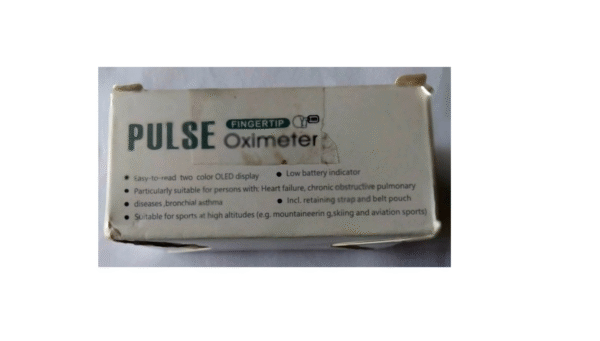 PULSE FINGERTIP
Oximeter
• Easy-to-read two color OLED display • Low battery indicator
• Particularly suitable for persons with: Heart failure, chronic obstructive pulmonary
• diseases ,bronchial asthma • Incl. retaining strap and belt pouch
• Suitable for sports at high altitudes (e.g. mountaineerin g,skiing and aviation sports)